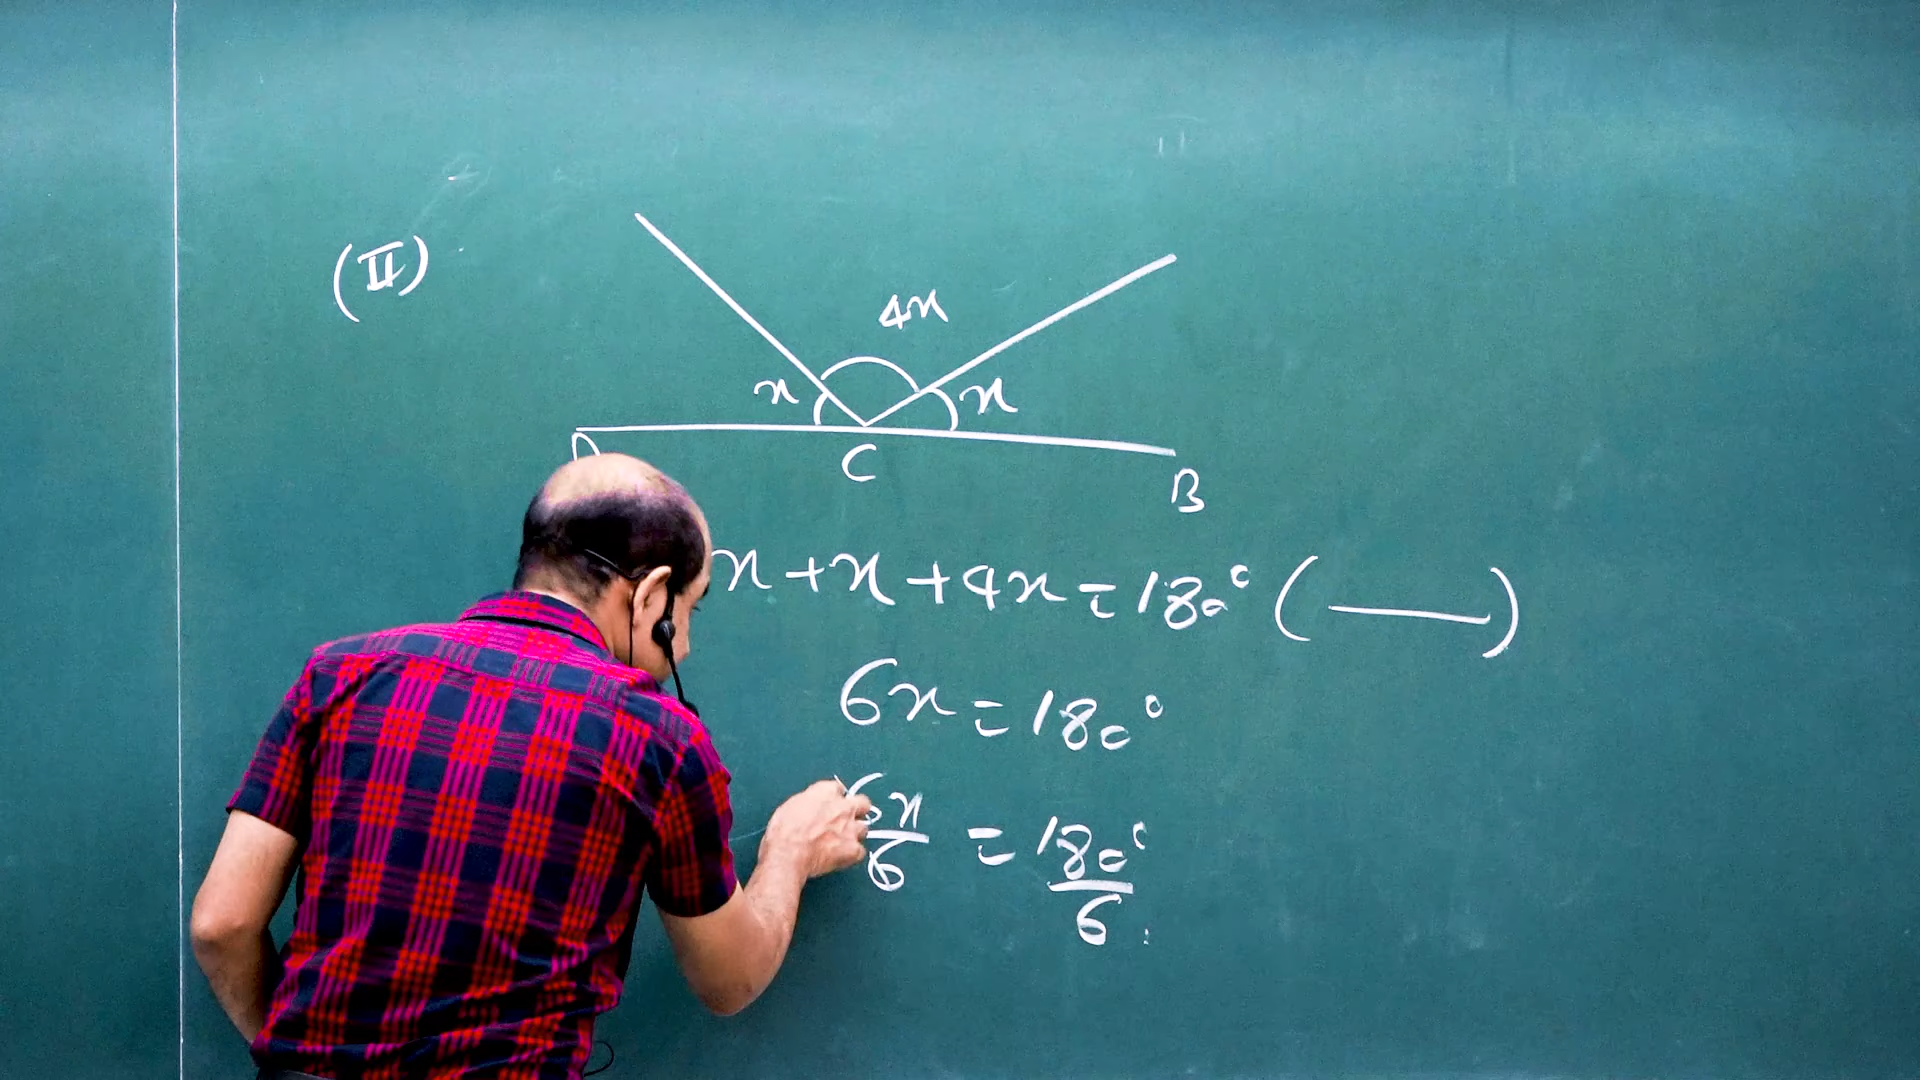 (II)
4x
x x
C
B
x + x + 4x = 180° ( — )
6x = 180°
6x/6 = 180°/6